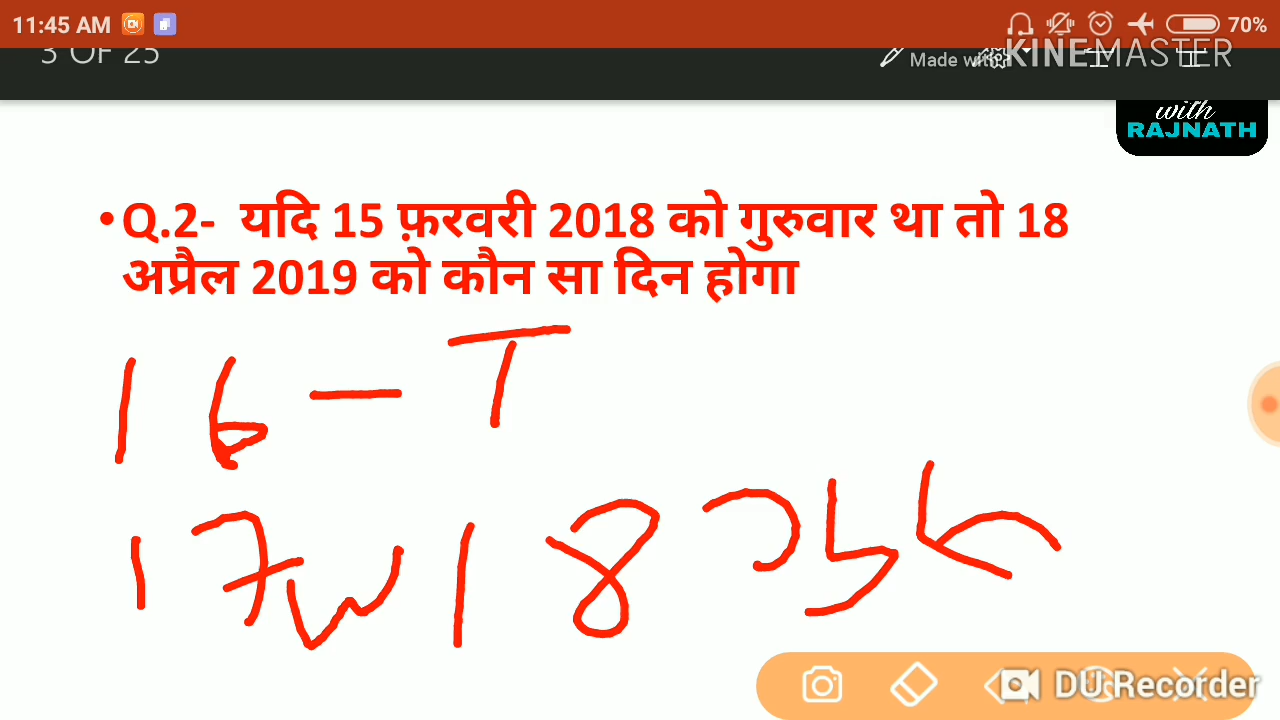 11:45 AM 70%
3 OF 25
Made with KINEMASTER
with
RAJNATH
•Q.2- यदि 15 फ़रवरी 2018 को गुरुवार था तो 18
अप्रैल 2019 को कौन सा दिन होगा
16 - T
17 W 18
DU Recorder